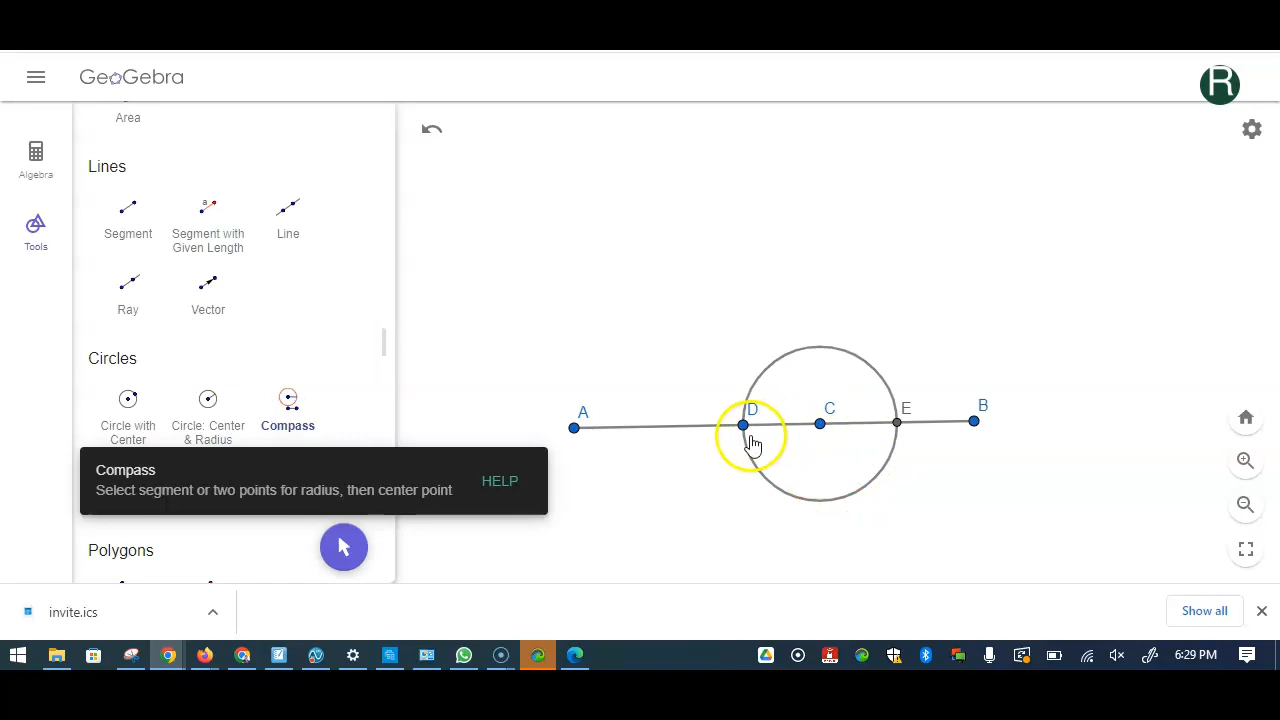 GeoGebra
R
Algebra
Tools
Area
Lines
Segment
Segment with
Given Length
Line
Ray
Vector
Circles
Circle with
Center
Circle: Center
& Radius
Compass
Compass
Select segment or two points for radius, then center point
HELP
Polygons
A
D
C
E
B
invite.ics
Show all
6:29 PM